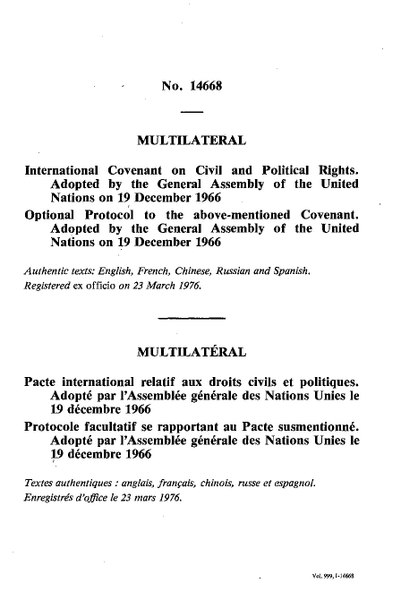 No. 14668
MULTILATERAL
International Covenant on Civil and Political Rights.
Adopted by the General Assembly of the United
Nations on 19 December 1966
Optional Protocol to the above-mentioned Covenant.
Adopted by the General Assembly of the United
Nations on 19 December 1966
Authentic texts: English, French, Chinese, Russian and Spanish.
Registered ex officio on 23 March 1976.
MULTILATÉRAL
Pacte international relatif aux droits civils et politiques.
Adopté par l'Assemblée générale des Nations Unies le
19 décembre 1966
Protocole facultatif se rapportant au Pacte susmentionné.
Adopté par l'Assemblée générale des Nations Unies le
19 décembre 1966
Textes authentiques : anglais, français, chinois, russe et espagnol.
Enregistrés d'office le 23 mars 1976.
Vol. 999, I-14668